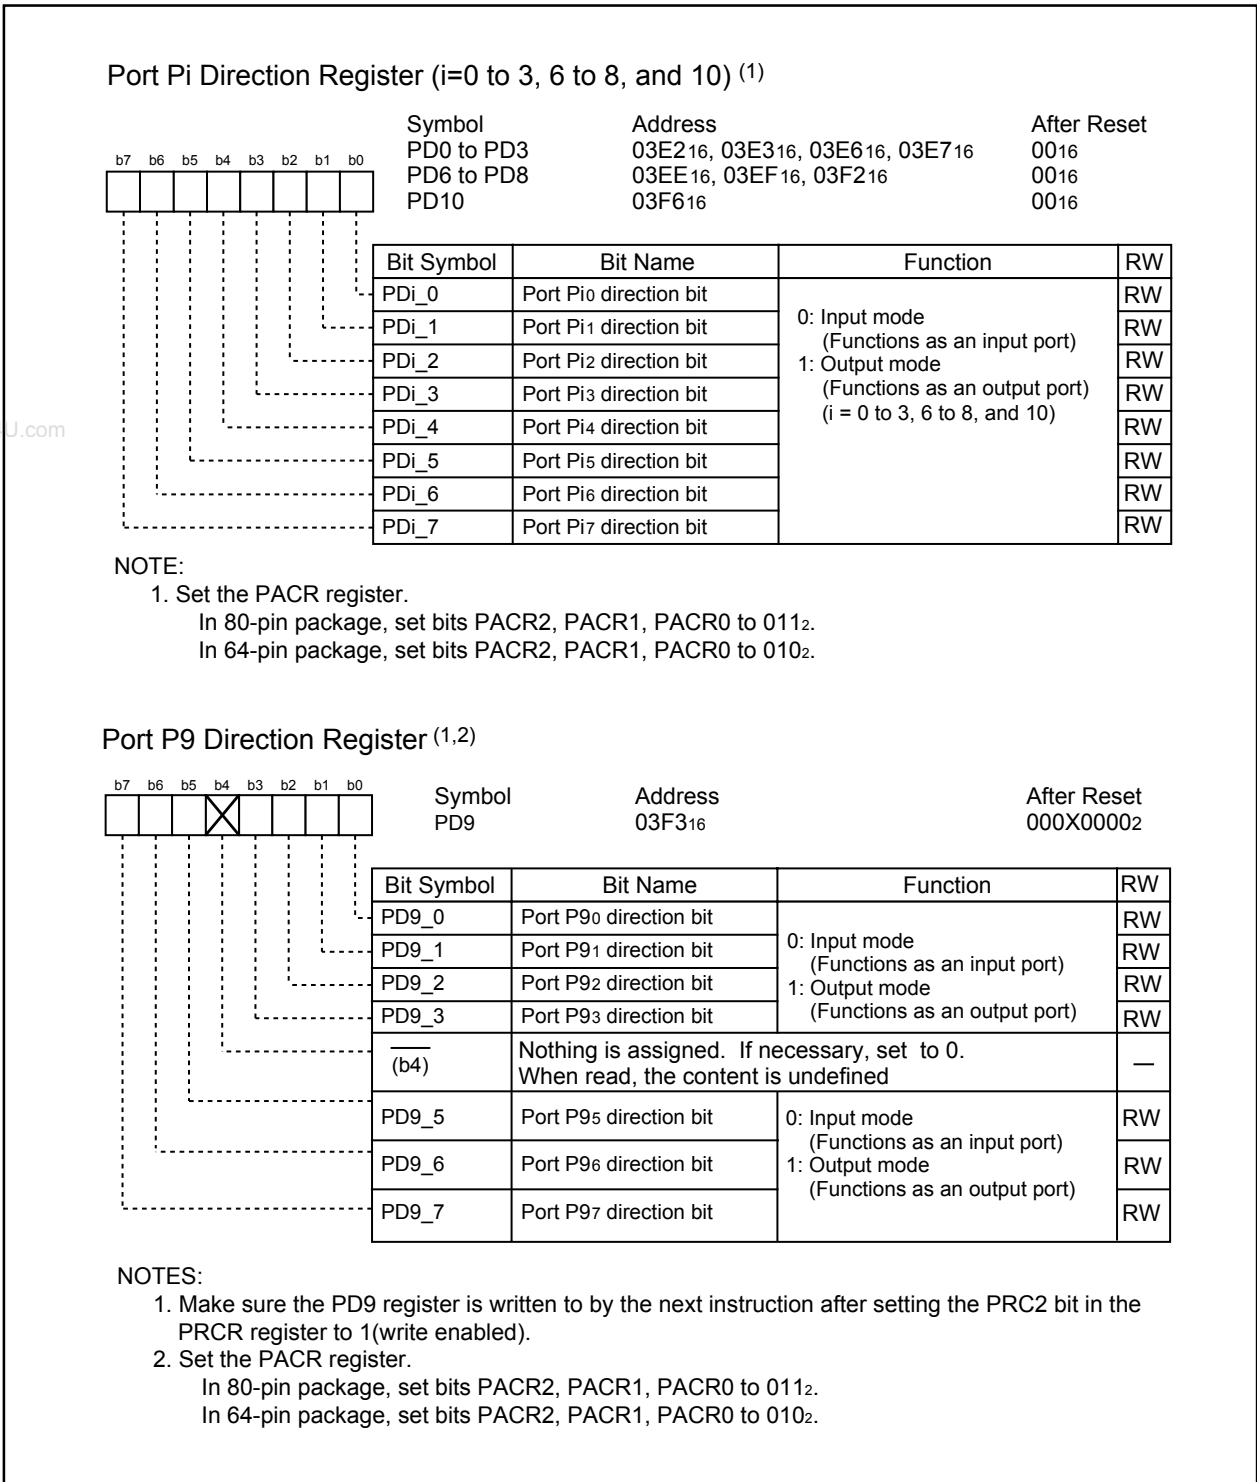 Port Pi Direction Register (i=0 to 3, 6 to 8, and 10) (1)
Symbol Address After Reset
PD0 to PD3 03E216, 03E316, 03E616, 03E716 0016
PD6 to PD8 03EE16, 03EF16, 03F216 0016
PD10 03F616 0016
b7 b6 b5 b4 b3 b2 b1 b0
Bit Symbol Bit Name Function RW
PDi_0 Port Pi0 direction bit RW
PDi_1 Port Pi1 direction bit RW
PDi_2 Port Pi2 direction bit RW
PDi_3 Port Pi3 direction bit RW
PDi_4 Port Pi4 direction bit RW
PDi_5 Port Pi5 direction bit RW
PDi_6 Port Pi6 direction bit RW
PDi_7 Port Pi7 direction bit RW
0: Input mode
(Functions as an input port)
1: Output mode
(Functions as an output port)
(i = 0 to 3, 6 to 8, and 10)
U.com
NOTE:
1. Set the PACR register.
In 80-pin package, set bits PACR2, PACR1, PACR0 to 0112.
In 64-pin package, set bits PACR2, PACR1, PACR0 to 0102.
Port P9 Direction Register (1,2)
b7 b6 b5 b4 b3 b2 b1 b0
Symbol Address After Reset
PD9 03F316 000X00002
Bit Symbol Bit Name Function RW
PD9_0 Port P90 direction bit RW
PD9_1 Port P91 direction bit RW
PD9_2 Port P92 direction bit RW
PD9_3 Port P93 direction bit RW
0: Input mode
(Functions as an input port)
1: Output mode
(Functions as an output port)
(b4) Nothing is assigned. If necessary, set to 0. —
When read, the content is undefined
PD9_5 Port P95 direction bit RW
PD9_6 Port P96 direction bit RW
PD9_7 Port P97 direction bit RW
0: Input mode
(Functions as an input port)
1: Output mode
(Functions as an output port)
NOTES:
1. Make sure the PD9 register is written to by the next instruction after setting the PRC2 bit in the
PRCR register to 1(write enabled).
2. Set the PACR register.
In 80-pin package, set bits PACR2, PACR1, PACR0 to 0112.
In 64-pin package, set bits PACR2, PACR1, PACR0 to 0102.